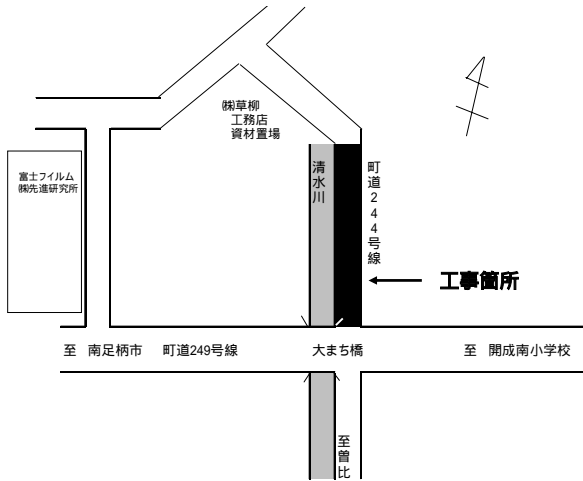 ㈱草柳
工務店
資材置場
富士フイルム
㈱先進研究所
清水川
町道244号線
工事箇所
至 南足柄市 町道249号線 大まち橋 至 開成南小学校
至曽比